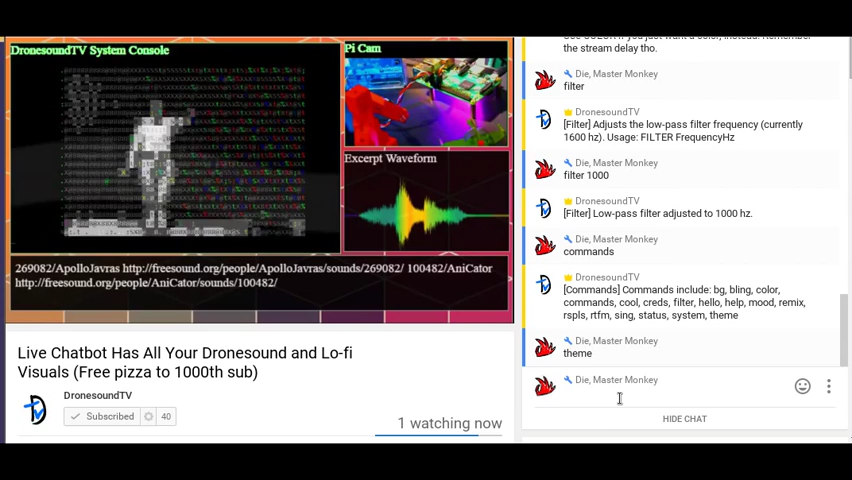 DronesoundTV System Console
Pi Cam
Excerpt Waveform
269082/ApolloJavras http://freesound.org/people/ApolloJavras/sounds/269082/ 100482/AniCator
http://freesound.org/people/AniCator/sounds/100482/
Live Chatbot Has All Your Dronesound and Lo-fi
Visuals (Free pizza to 1000th sub)
DronesoundTV
Subscribed 40
1 watching now
the stream delay tho.
Die, Master Monkey
filter
DronesoundTV
[Filter] Adjusts the low-pass filter frequency (currently
1600 hz). Usage: FILTER FrequencyHz
Die, Master Monkey
filter 1000
DronesoundTV
[Filter] Low-pass filter adjusted to 1000 hz.
Die, Master Monkey
commands
DronesoundTV
[Commands] Commands include: bg, bling, color,
commands, cool, creds, filter, hello, help, mood, remix,
rspls, rtfm, sing, status, system, theme
Die, Master Monkey
theme
Die, Master Monkey
HIDE CHAT